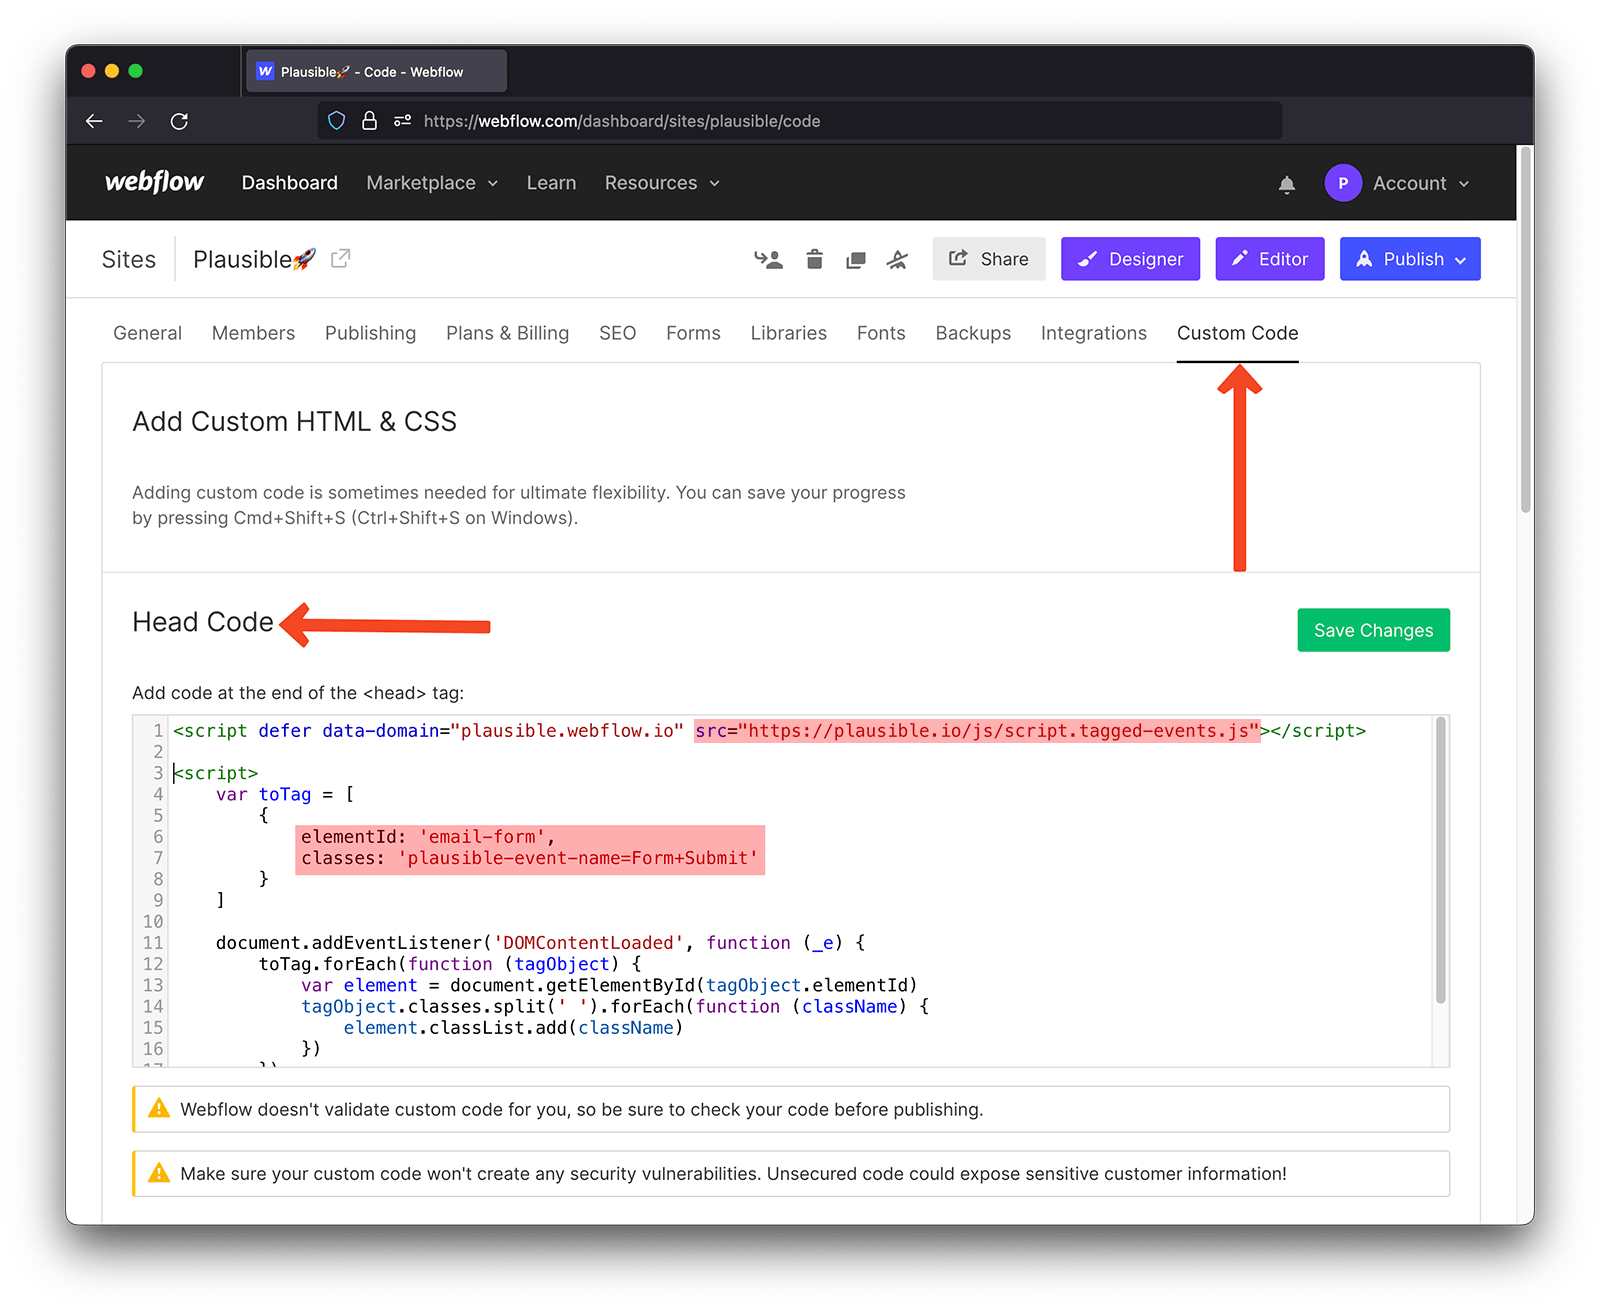 Plausible🚀 - Code - Webflow
https://webflow.com/dashboard/sites/plausible/code
webflow Dashboard Marketplace Learn Resources P Account
Sites Plausible🚀 Share Designer Editor Publish
General Members Publishing Plans & Billing SEO Forms Libraries Fonts Backups Integrations Custom Code
Add Custom HTML & CSS
Adding custom code is sometimes needed for ultimate flexibility. You can save your progress
by pressing Cmd+Shift+S (Ctrl+Shift+S on Windows).
Head Code
Save Changes
Add code at the end of the <head> tag:
1 <script defer data-domain="plausible.webflow.io" src="https://plausible.io/js/script.tagged-events.js"></script>
2
3 <script>
4     var toTag = [
5         {
6             elementId: 'email-form',
7             classes: 'plausible-event-name=Form+Submit'
8         }
9     ]
10
11     document.addEventListener('DOMContentLoaded', function (_e) {
12         toTag.forEach(function (tagObject) {
13             var element = document.getElementById(tagObject.elementId)
14             tagObject.classes.split(' ').forEach(function (className) {
15                 element.classList.add(className)
16             })
17         })
Webflow doesn't validate custom code for you, so be sure to check your code before publishing.
Make sure your custom code won't create any security vulnerabilities. Unsecured code could expose sensitive customer information!